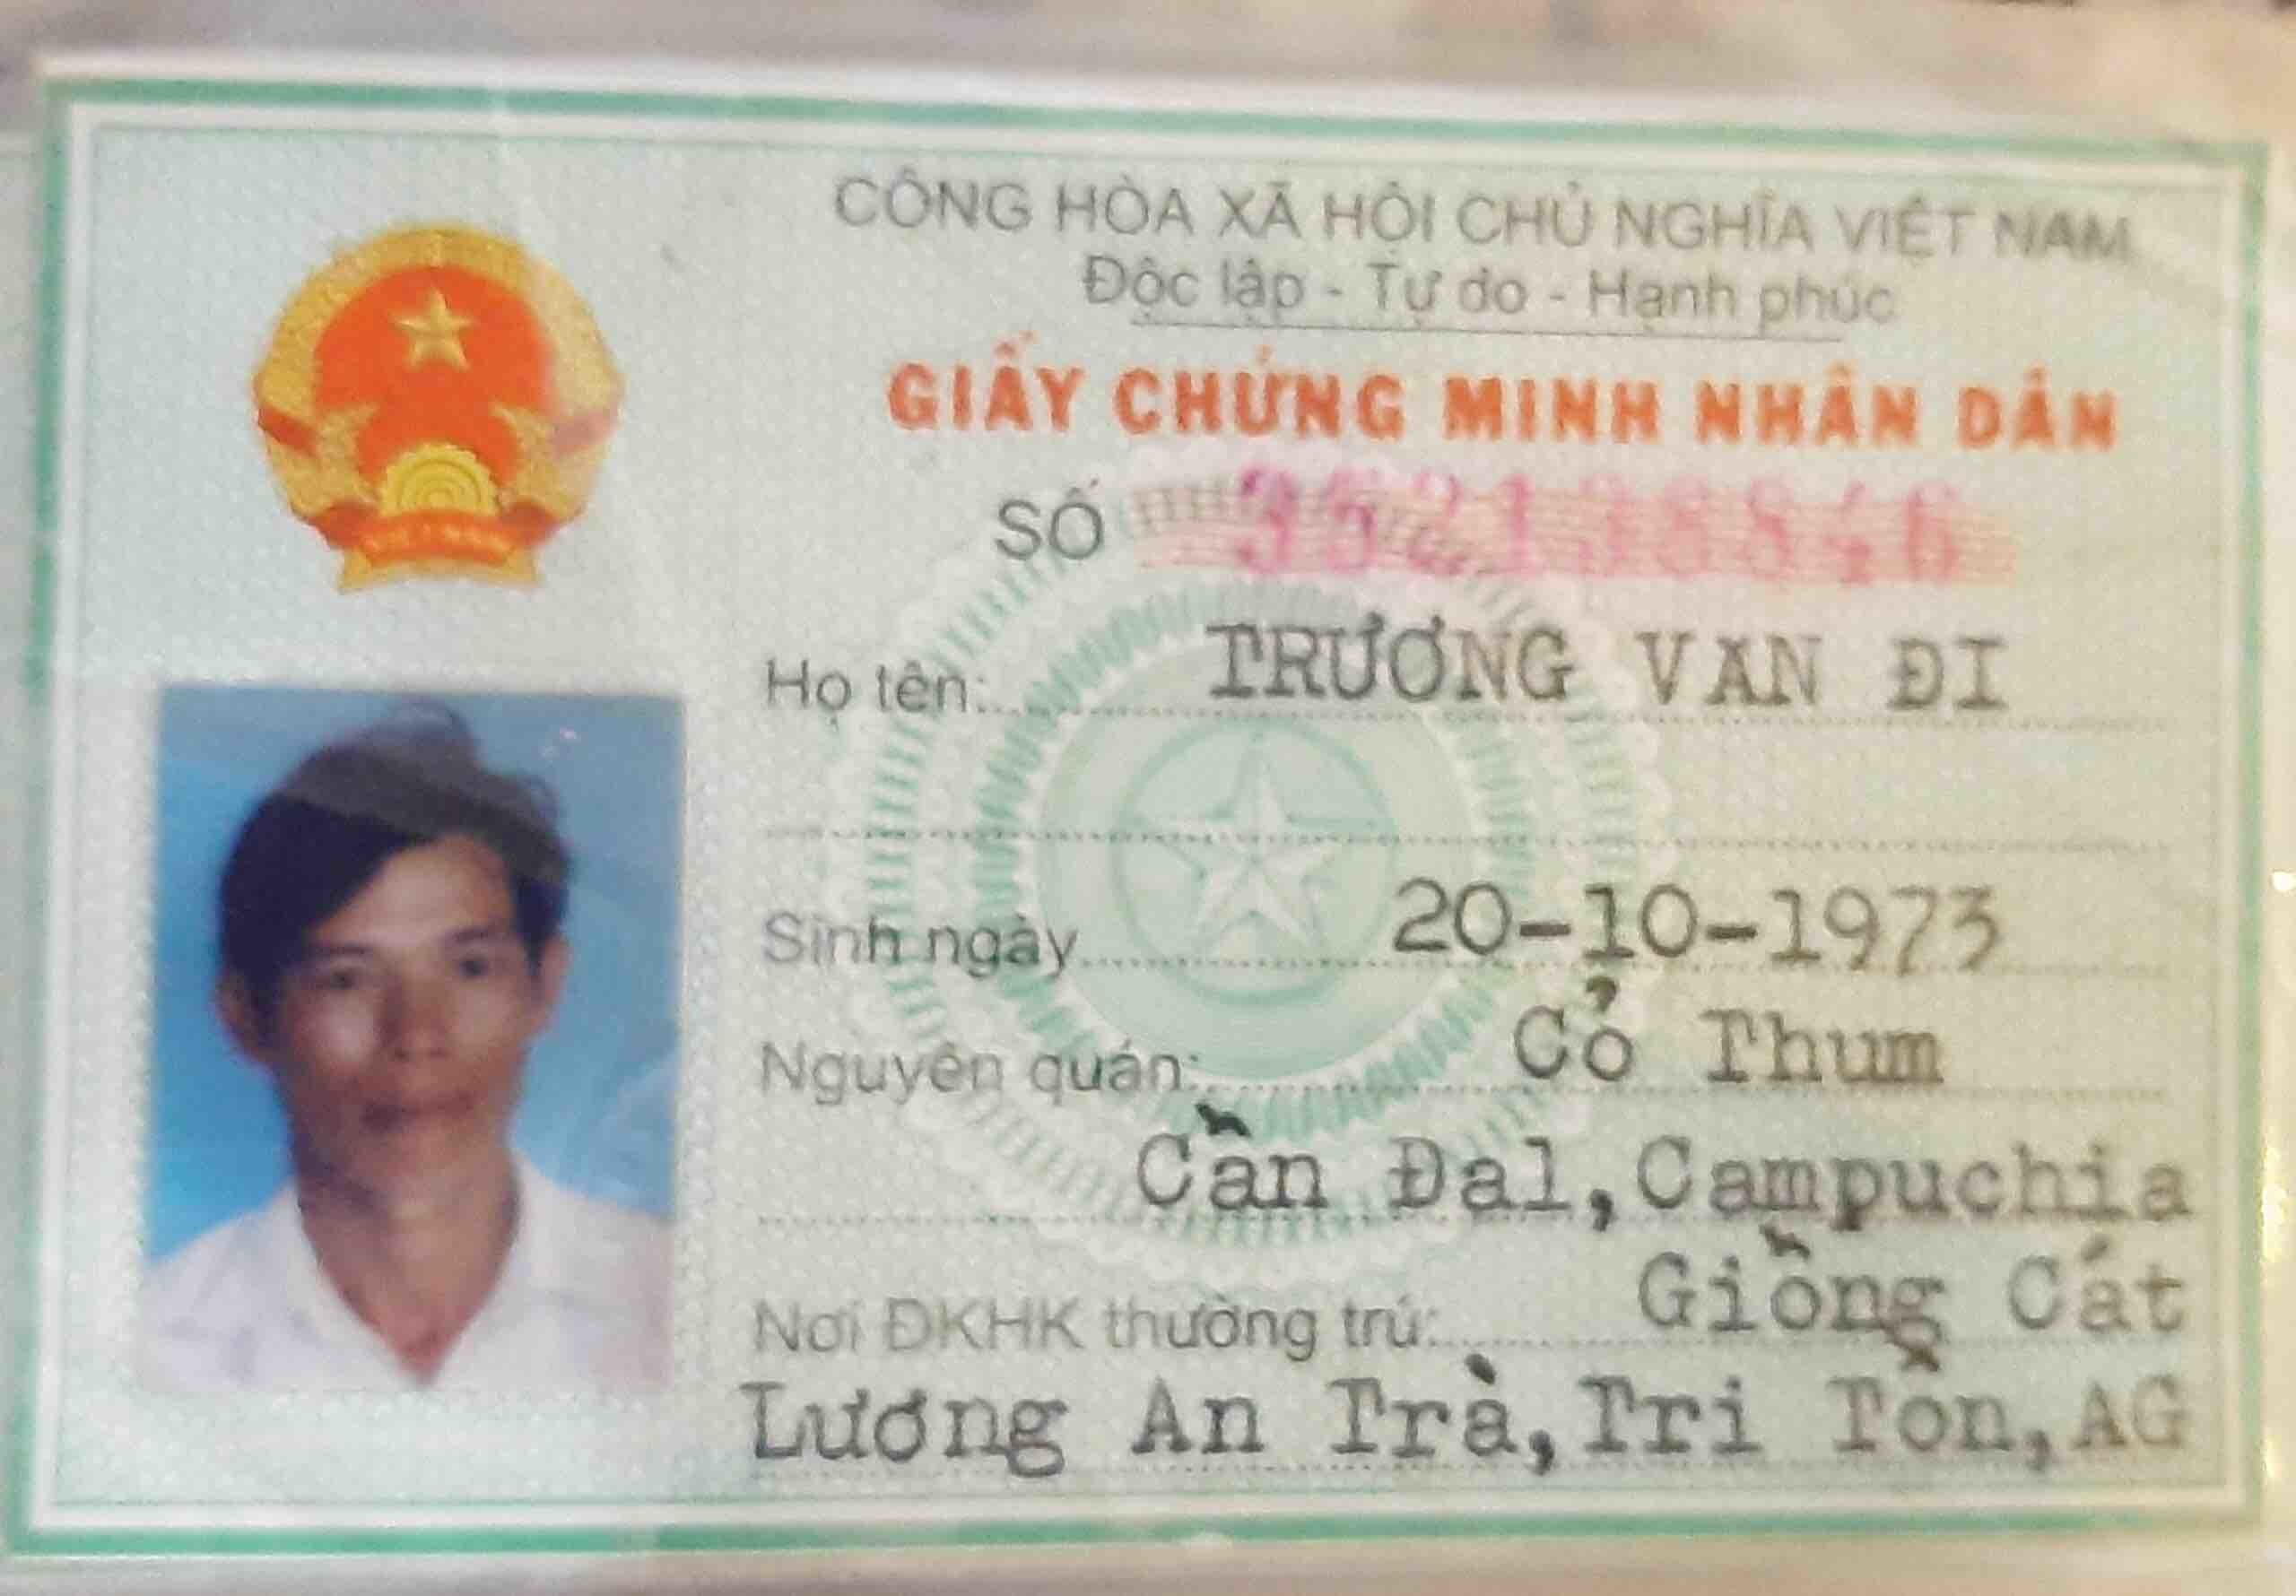 CỘNG HÒA XÃ HỘI CHỦ NGHĨA VIỆT NAM
Độc lập - Tự do - Hạnh phúc
GIẤY CHỨNG MINH NHÂN DÂN
SỐ
Họ tên: TRƯƠNG VAN ĐI
Sinh ngày 20-10-1973
Nguyên quán: Cỏ Thum
Cần Đal, Campuchia
Nơi ĐKHK thường trú: Giồng Cát
Lương An Trà, Tri Tôn, AG